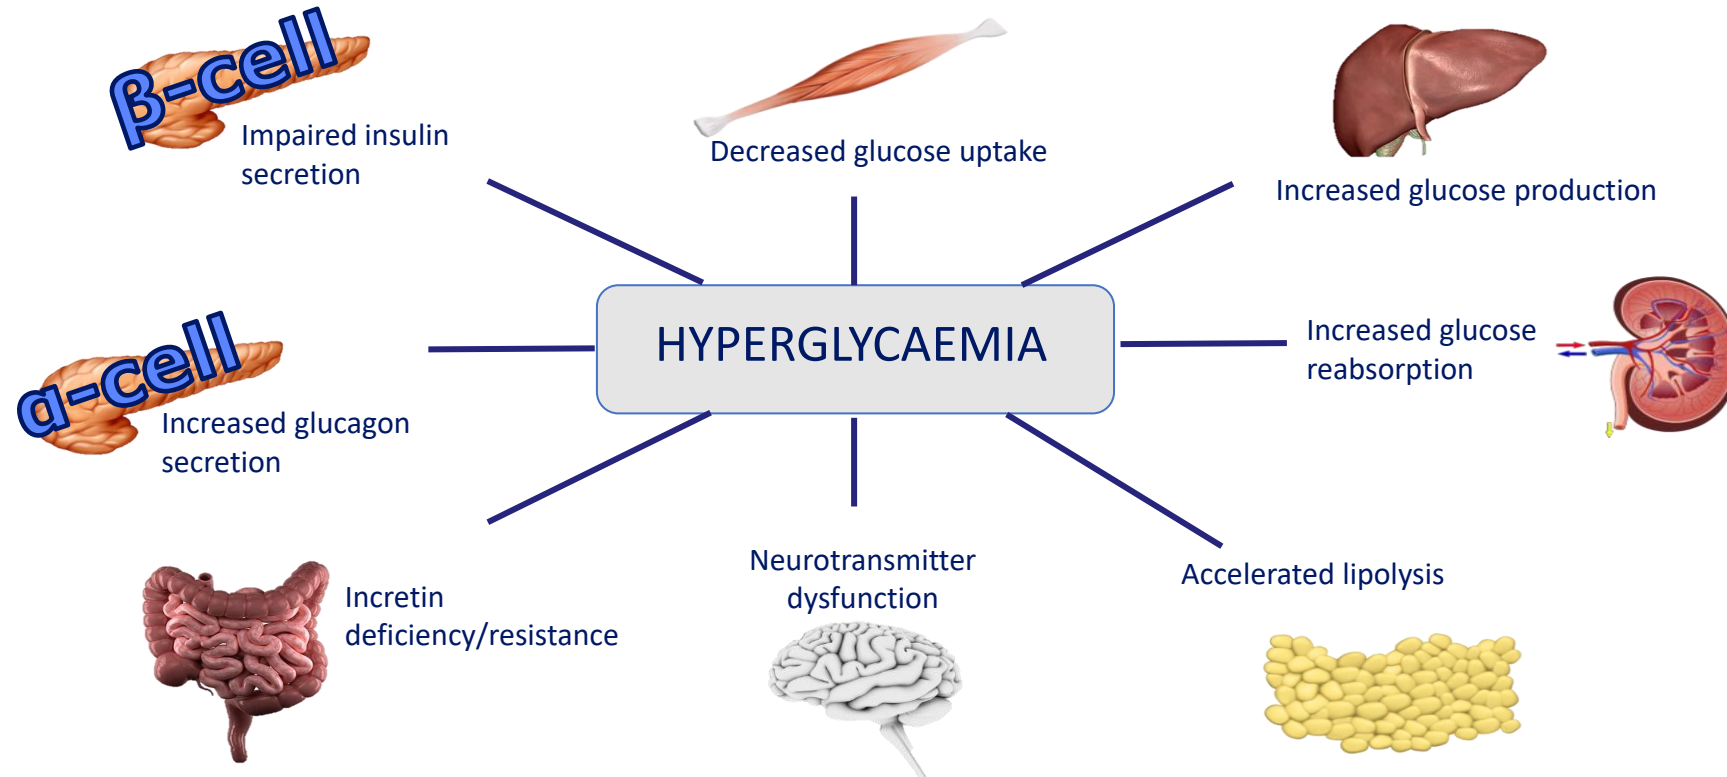 β-cell
Impaired insulin
secretion
Decreased glucose uptake
Increased glucose production
HYPERGLYCAEMIA
Increased glucose
reabsorption
α-cell
Increased glucagon
secretion
Incretin
deficiency/resistance
Neurotransmitter
dysfunction
Accelerated lipolysis